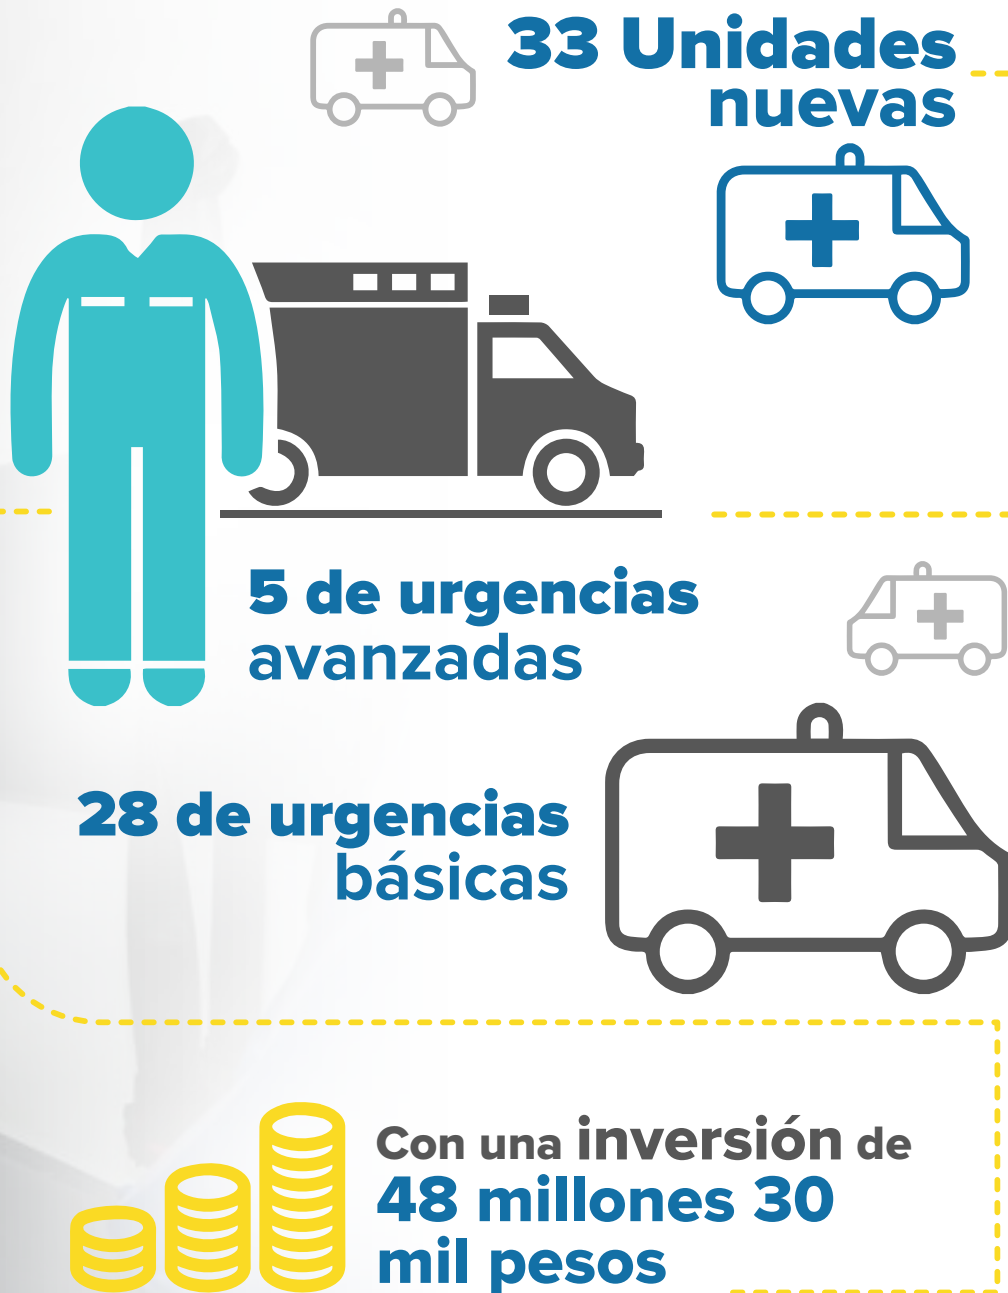 33 Unidades
nuevas
5 de urgencias
avanzadas
28 de urgencias
básicas
Con una inversión de
48 millones 30
mil pesos